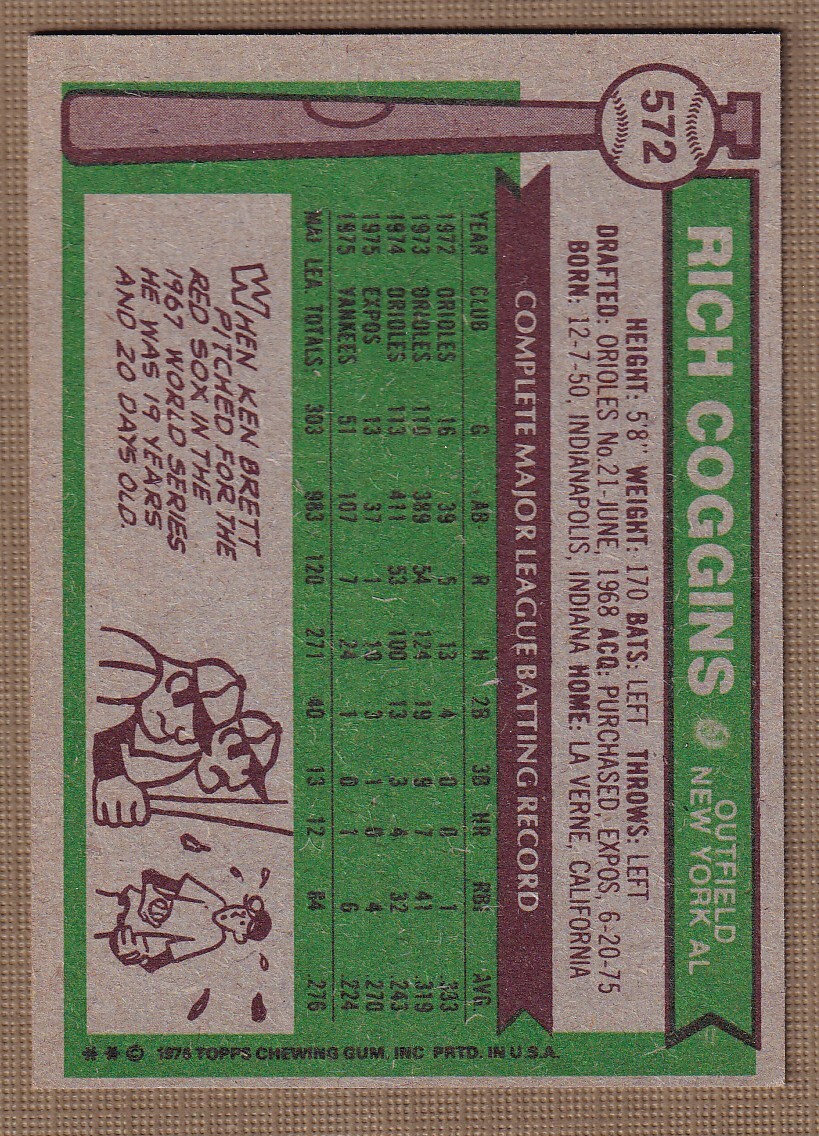 572
RICH COGGINS
OUTFIELD
NEW YORK AL
HEIGHT: 5'8" WEIGHT: 170 BATS: LEFT THROWS: LEFT
DRAFTED: ORIOLES No.21-JUNE, 1968 ACQ: PURCHASED, EXPOS, 6-20-75
BORN: 12-7-50, INDIANAPOLIS, INDIANA HOME: LA VERNE, CALIFORNIA
COMPLETE MAJOR LEAGUE BATTING RECORD
YEAR CLUB G AB R H 2B 3B HR RBI AVG
1972 ORIOLES 16 39 5 13 4 0 0 1 .333
1973 ORIOLES 110 389 54 124 19 9 7 41 .319
1974 ORIOLES 113 411 53 100 13 3 4 32 .243
1975 EXPOS 13 37 1 10 3 1 0 4 .270
1975 YANKEES 51 107 7 24 1 0 1 6 .224
MAJ. LEA. TOTALS 303 983 120 271 40 13 12 84 .276
WHEN KEN BRETT
PITCHED FOR THE
RED SOX IN THE
1967 WORLD SERIES
HE WAS 19 YEARS
AND 20 DAYS OLD.
* * © 1976 TOPPS CHEWING GUM, INC PRTD. IN U.S.A.